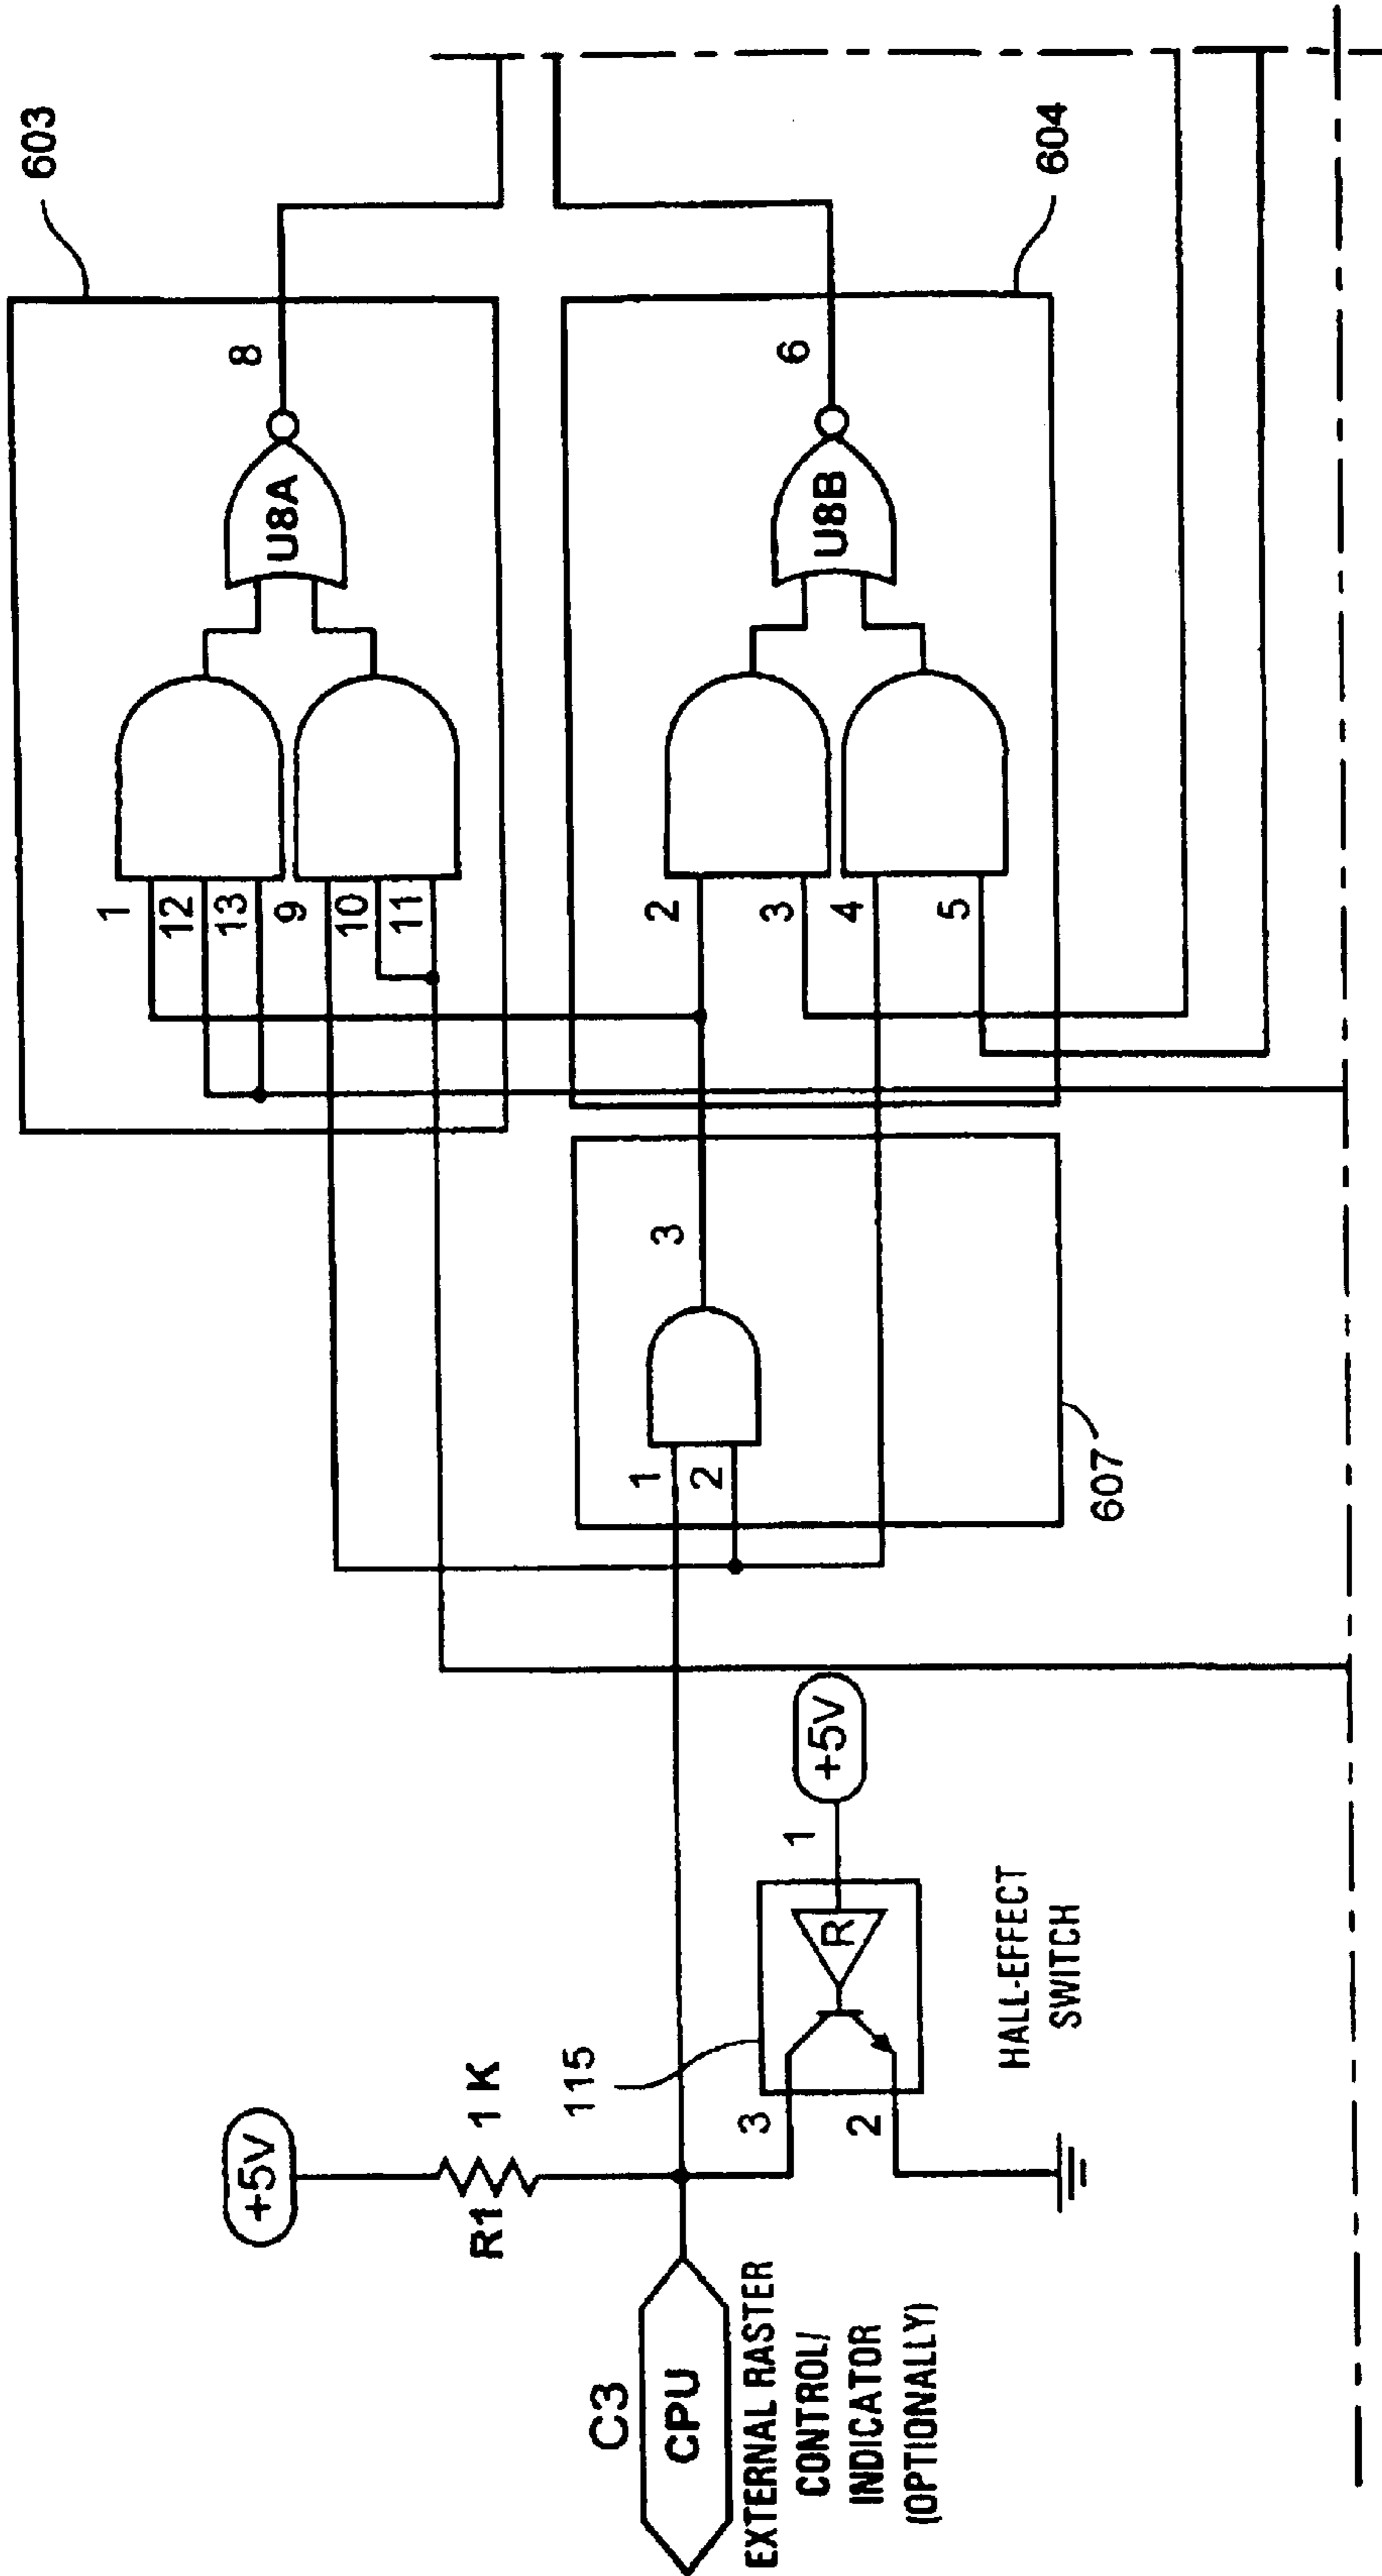 603
8
U8A
1
12
13
9
10
11
604
6
U8B
2
3
4
5
3
1
2
607
+5V
1
R
HALL-EFFECT
SWITCH
115
3
2
+5V
R1 1 K
C3
CPU
EXTERNAL RASTER
CONTROL/
INDICATOR
(OPTIONALLY)